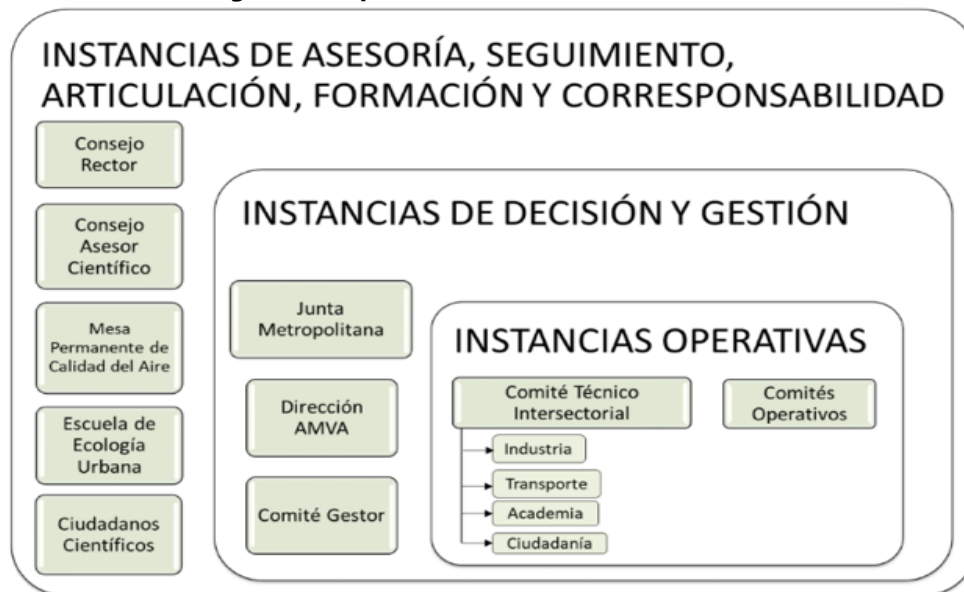 INSTANCIAS DE ASESORÍA, SEGUIMIENTO,
ARTICULACIÓN, FORMACIÓN Y CORRESPONSABILIDAD
Consejo
Rector
Consejo
Asesor
Científico
Mesa
Permanente de
Calidad del Aire
Escuela de
Ecología
Urbana
Ciudadanos
Científicos
INSTANCIAS DE DECISIÓN Y GESTIÓN
Junta
Metropolitana
Dirección
AMVA
Comité Gestor
INSTANCIAS OPERATIVAS
Comité Técnico
Intersectorial
Industria
Transporte
Academia
Ciudadanía
Comités
Operativos